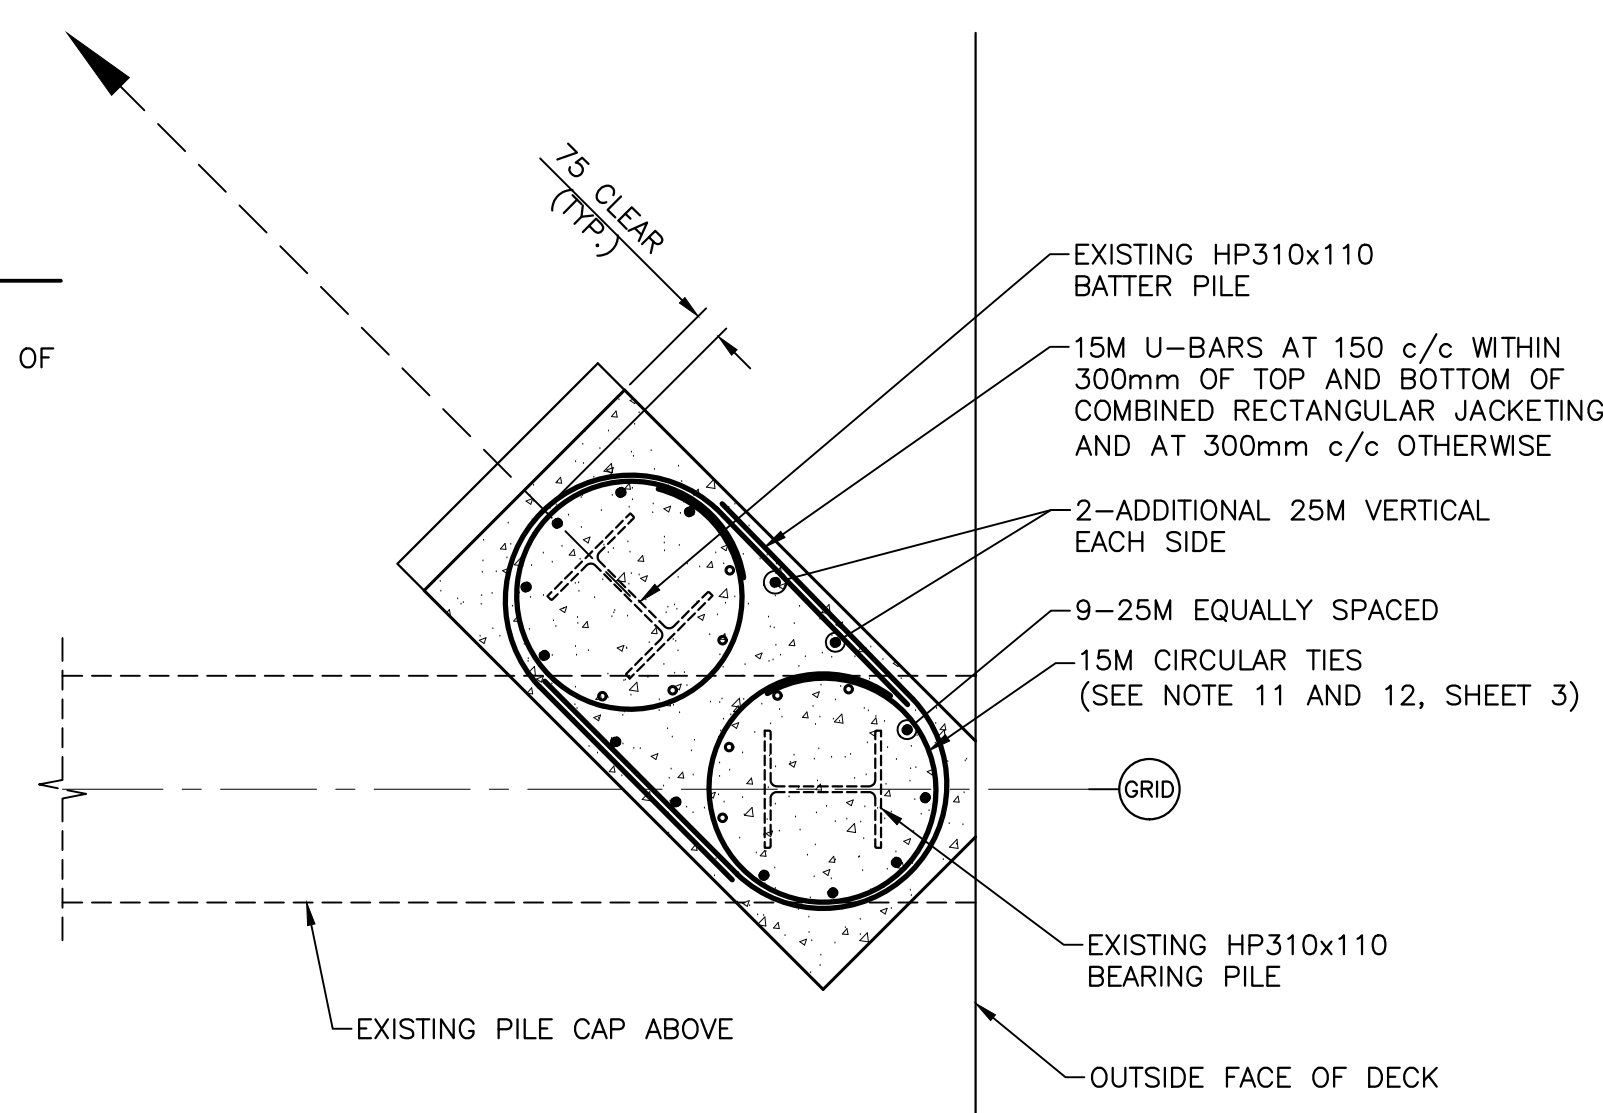 75 CLEAR
(TYP.)
OF
EXISTING HP310x110
BATTER PILE
15M U-BARS AT 150 c/c WITHIN
300mm OF TOP AND BOTTOM OF
COMBINED RECTANGULAR JACKETING
AND AT 300mm c/c OTHERWISE
2-ADDITIONAL 25M VERTICAL
EACH SIDE
9-25M EQUALLY SPACED
15M CIRCULAR TIES
(SEE NOTE 11 AND 12, SHEET 3)
GRID
EXISTING HP310x110
BEARING PILE
EXISTING PILE CAP ABOVE
OUTSIDE FACE OF DECK